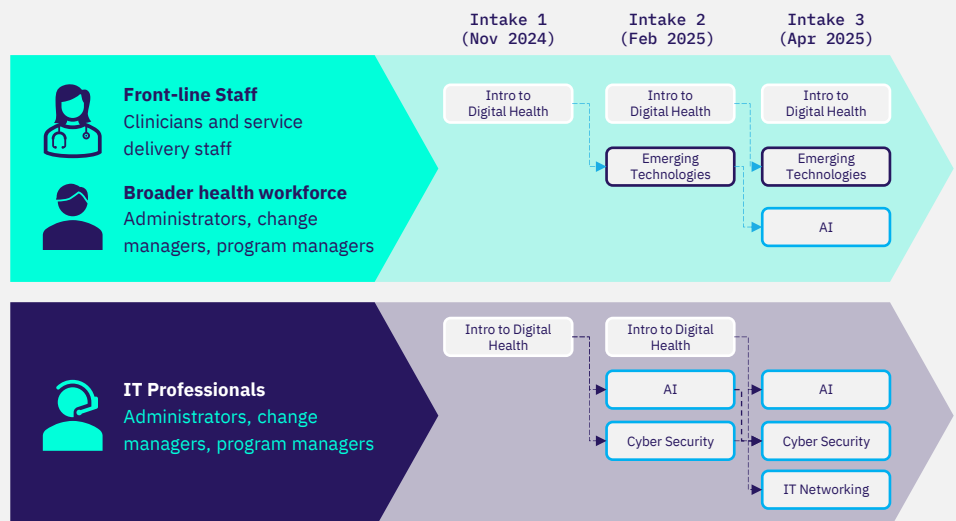 Intake 1
(Nov 2024)
Intake 2
(Feb 2025)
Intake 3
(Apr 2025)
Front-line Staff
Clinicians and service
delivery staff
Broader health workforce
Administrators, change
managers, program managers
Intro to
Digital Health
Intro to
Digital Health
Intro to
Digital Health
Emerging
Technologies
Emerging
Technologies
AI
IT Professionals
Administrators, change
managers, program managers
Intro to Digital
Health
Intro to Digital
Health
AI
AI
Cyber Security
Cyber Security
IT Networking